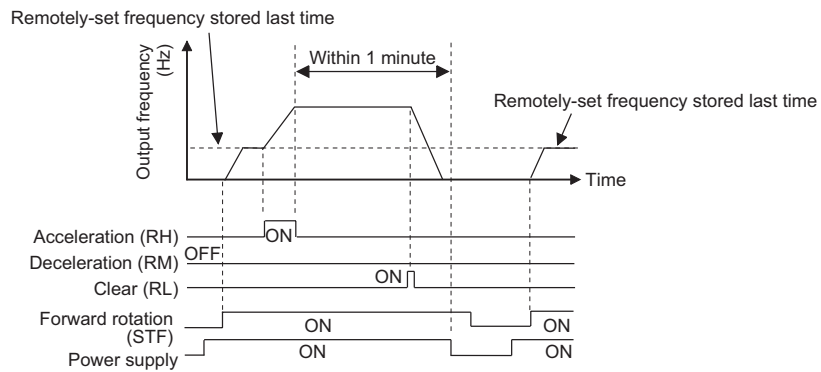 Remotely-set frequency stored last time
Output frequency
(Hz)
Within 1 minute
Remotely-set frequency stored last time
Time
Acceleration (RH)
ON
OFF
Deceleration (RM)
ON
Clear (RL)
Forward rotation
(STF)
ON
ON
Power supply
ON
ON